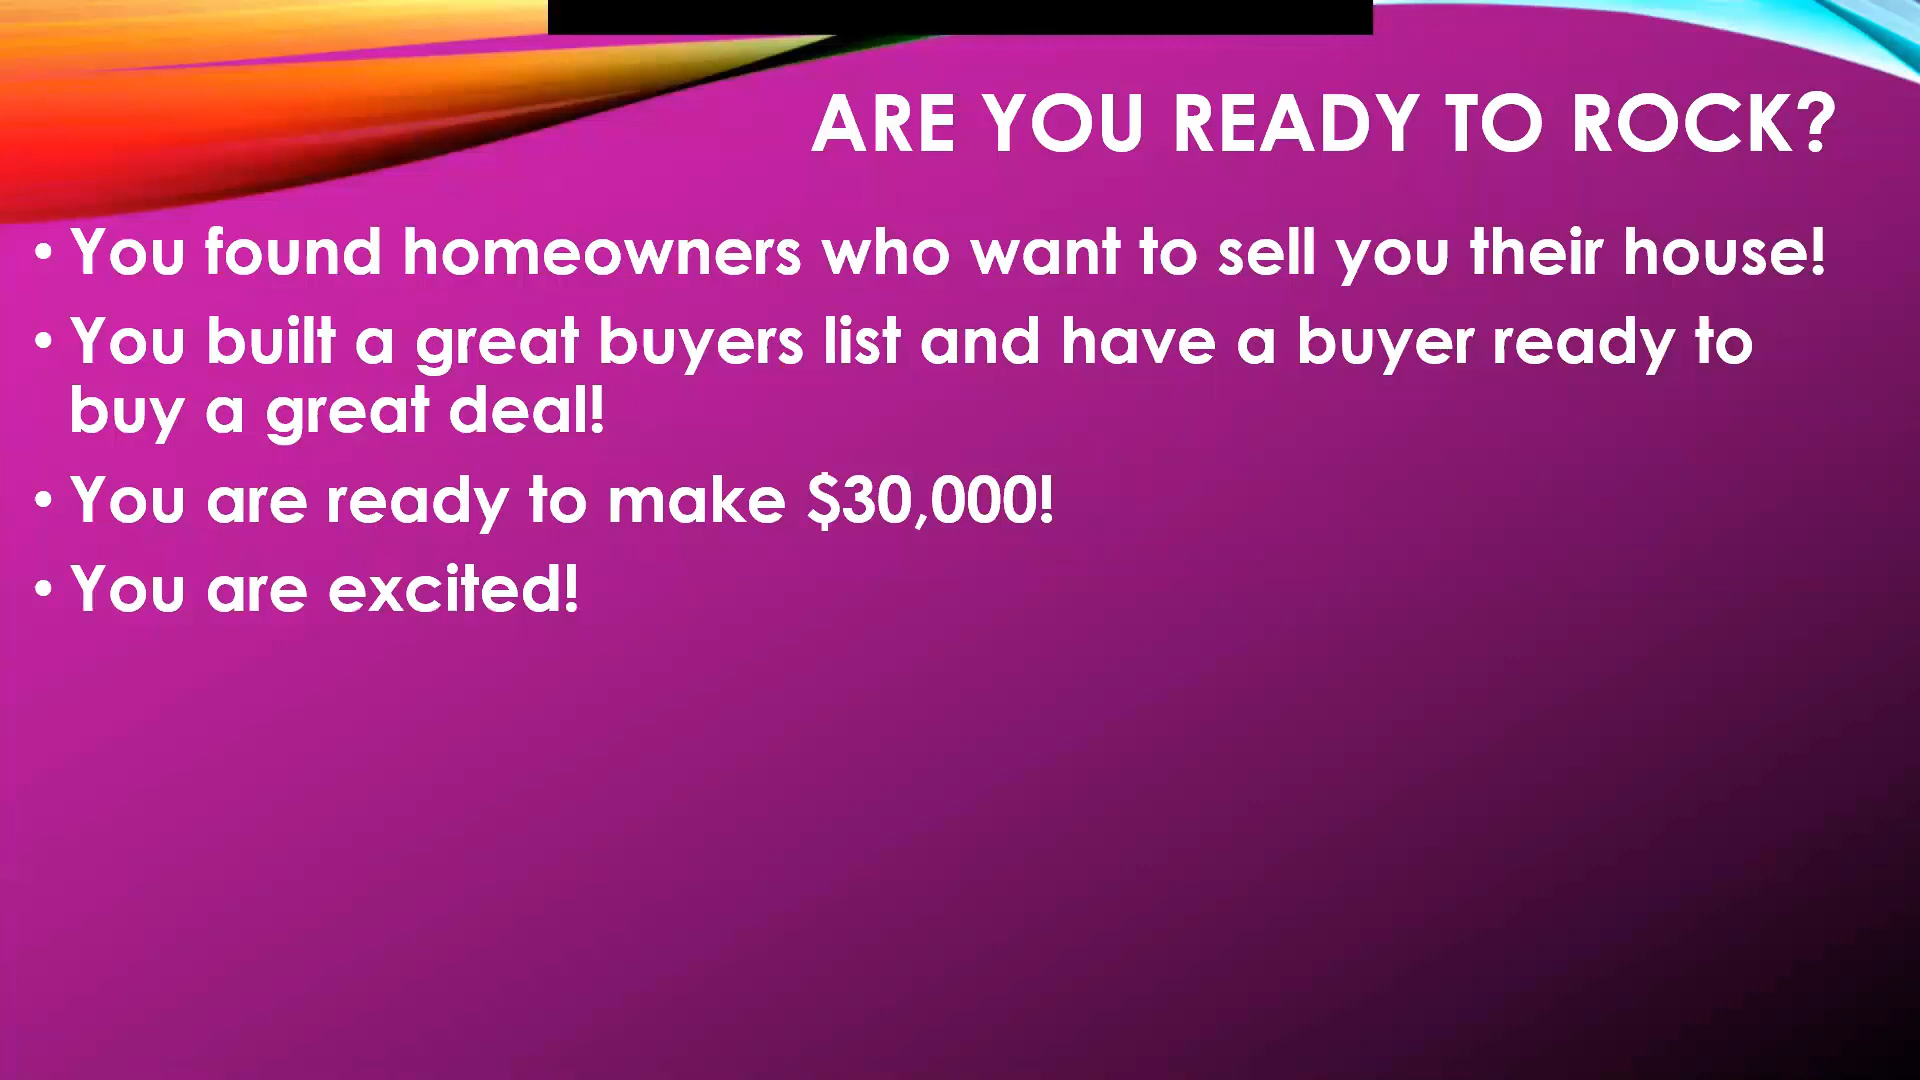 ARE YOU READY TO ROCK?
• You found homeowners who want to sell you their house!
• You built a great buyers list and have a buyer ready to
buy a great deal!
• You are ready to make $30,000!
• You are excited!